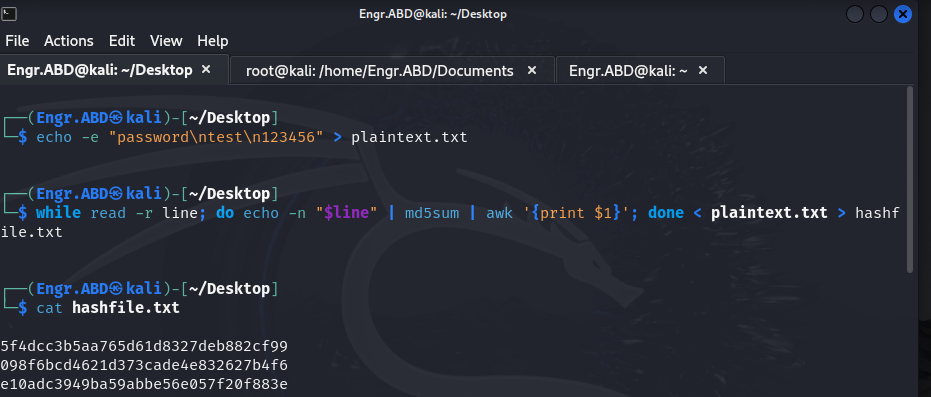 Engr.ABD@kali: ~/Desktop
File Actions Edit View Help
Engr.ABD@kali: ~/Desktop × root@kali: /home/Engr.ABD/Documents × Engr.ABD@kali: ~ ×
┌──(Engr.ABD㉿kali)-[~/Desktop]
└─$ echo -e "password\ntest\n123456" > plaintext.txt
┌──(Engr.ABD㉿kali)-[~/Desktop]
└─$ while read -r line; do echo -n "$line" | md5sum | awk '{print $1}'; done < plaintext.txt > hashf
ile.txt
┌──(Engr.ABD㉿kali)-[~/Desktop]
└─$ cat hashfile.txt
5f4dcc3b5aa765d61d8327deb882cf99
098f6bcd4621d373cade4e832627b4f6
e10adc3949ba59abbe56e057f20f883e